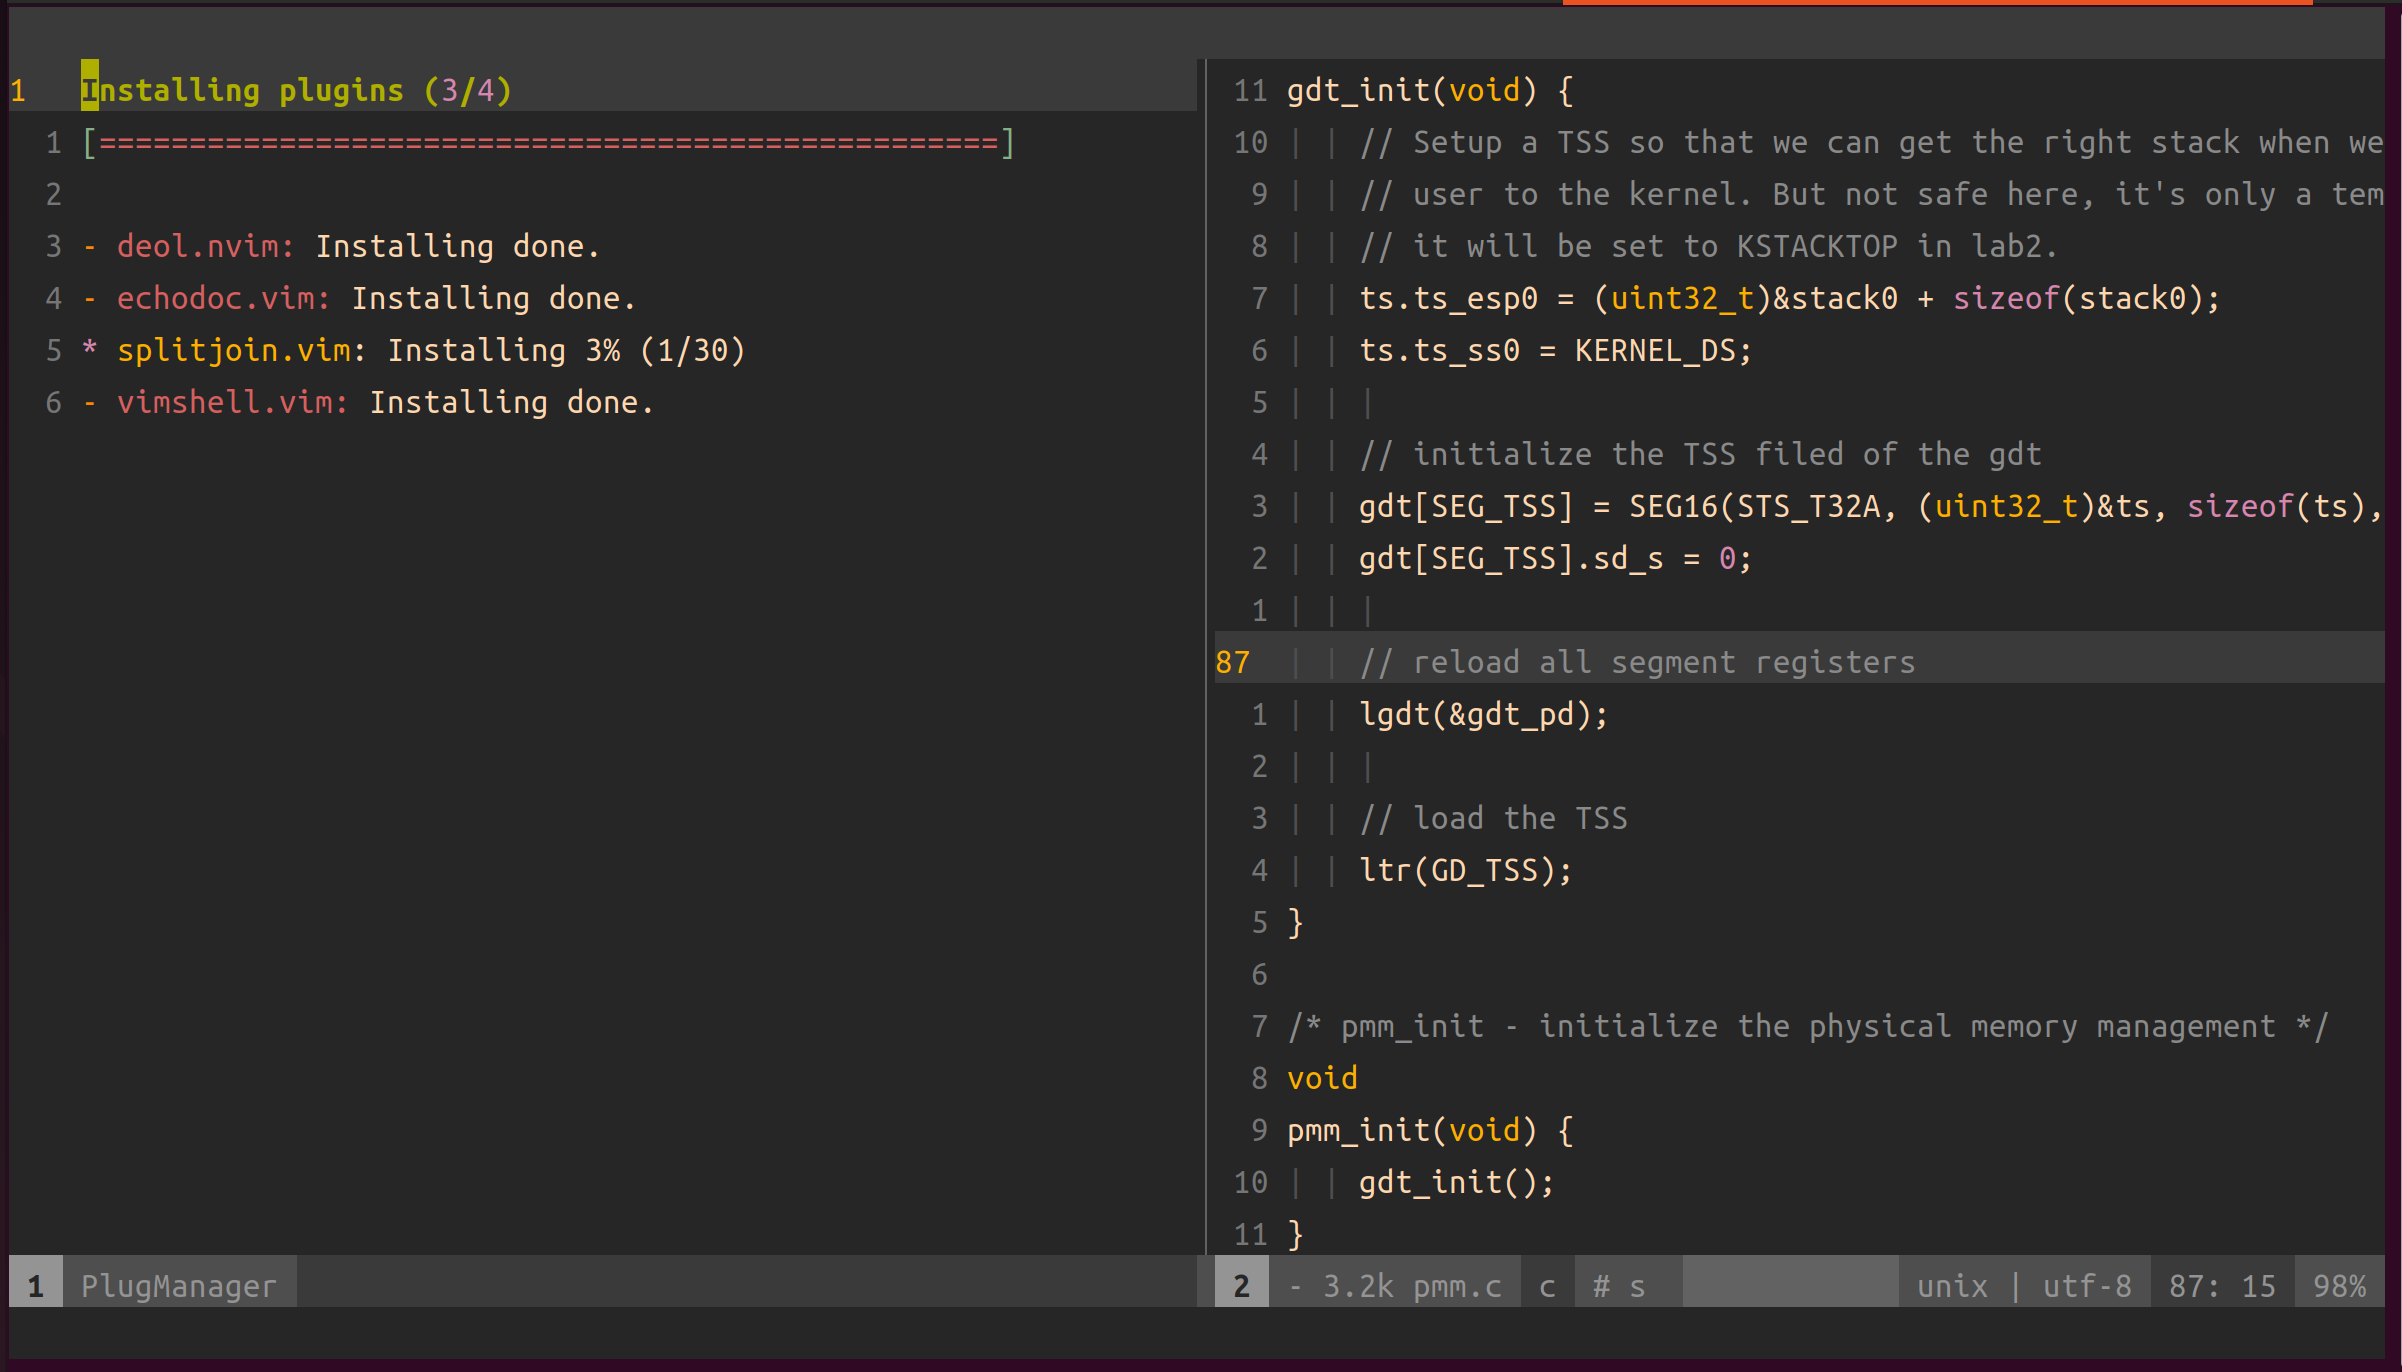 1 Installing plugins (3/4)
1 [==================================================]
2
3 - deol.nvim: Installing done.
4 - echodoc.vim: Installing done.
5 * splitjoin.vim: Installing 3% (1/30)
6 - vimshell.vim: Installing done.
1 PlugManager
11 gdt_init(void) {
10 | | // Setup a TSS so that we can get the right stack when we
9 | | // user to the kernel. But not safe here, it's only a tem
8 | | // it will be set to KSTACKTOP in lab2.
7 | | ts.ts_esp0 = (uint32_t)&stack0 + sizeof(stack0);
6 | | ts.ts_ss0 = KERNEL_DS;
5 | | |
4 | | // initialize the TSS filed of the gdt
3 | | gdt[SEG_TSS] = SEG16(STS_T32A, (uint32_t)&ts, sizeof(ts),
2 | | gdt[SEG_TSS].sd_s = 0;
1 | | |
87 | | // reload all segment registers
1 | | lgdt(&gdt_pd);
2 | | |
3 | | // load the TSS
4 | | ltr(GD_TSS);
5 }
6
7 /* pmm_init - initialize the physical memory management */
8 void
9 pmm_init(void) {
10 | | gdt_init();
11 }
2 - 3.2k pmm.c c # s unix | utf-8 87: 15 98%